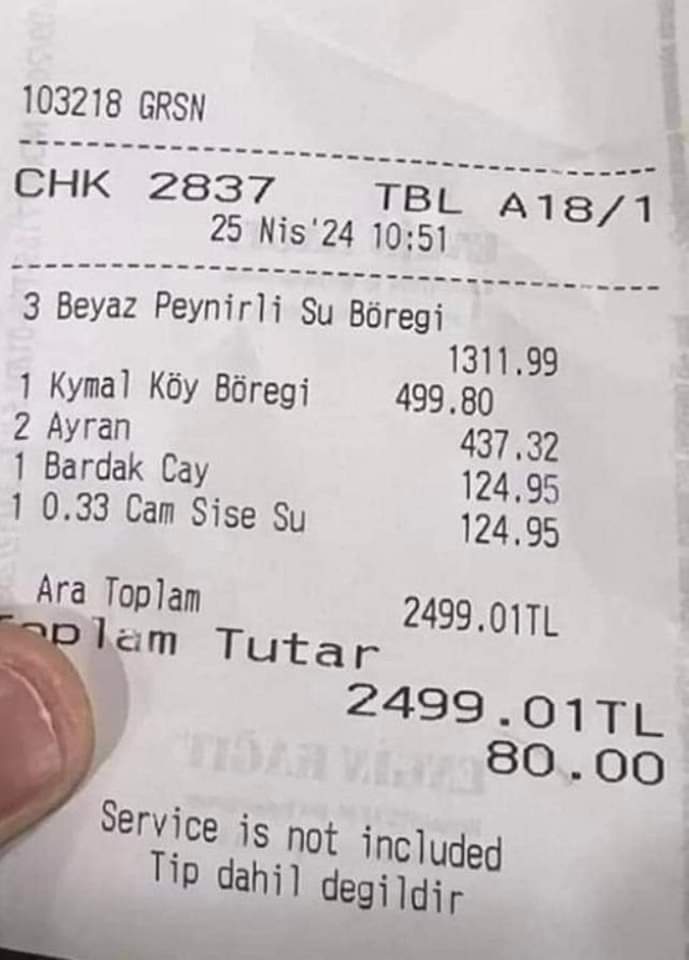 103218 GRSN
CHK 2837 TBL A18/1
25 Nis'24 10:51
3 Beyaz Peynirli Su Böregi
1311.99
1 Kymal Köy Böregi 499.80
2 Ayran 437.32
1 Bardak Cay 124.95
1 0.33 Cam Sise Su 124.95
Ara Toplam 2499.01TL
Toplam Tutar
2499.01TL
80.00
Service is not included
Tip dahil degildir